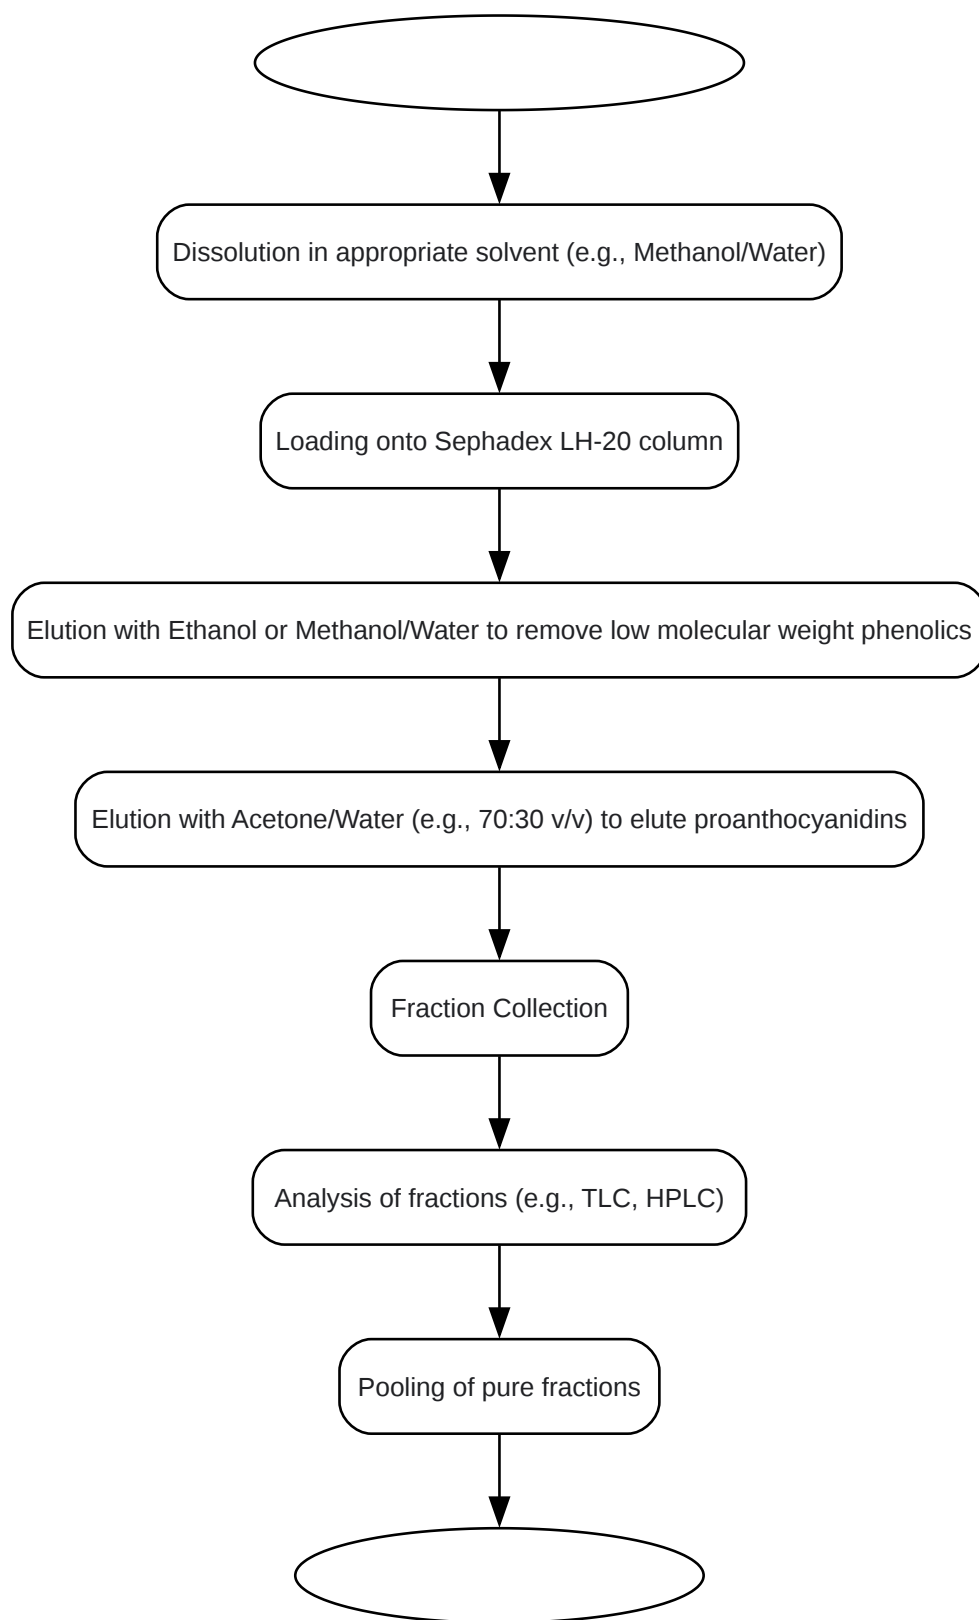 Dissolution in appropriate solvent (e.g., Methanol/Water)
Loading onto Sephadex LH-20 column
Elution with Ethanol or Methanol/Water to remove low molecular weight phenolics
Elution with Acetone/Water (e.g., 70:30 v/v) to elute proanthocyanidins
Fraction Collection
Analysis of fractions (e.g., TLC, HPLC)
Pooling of pure fractions